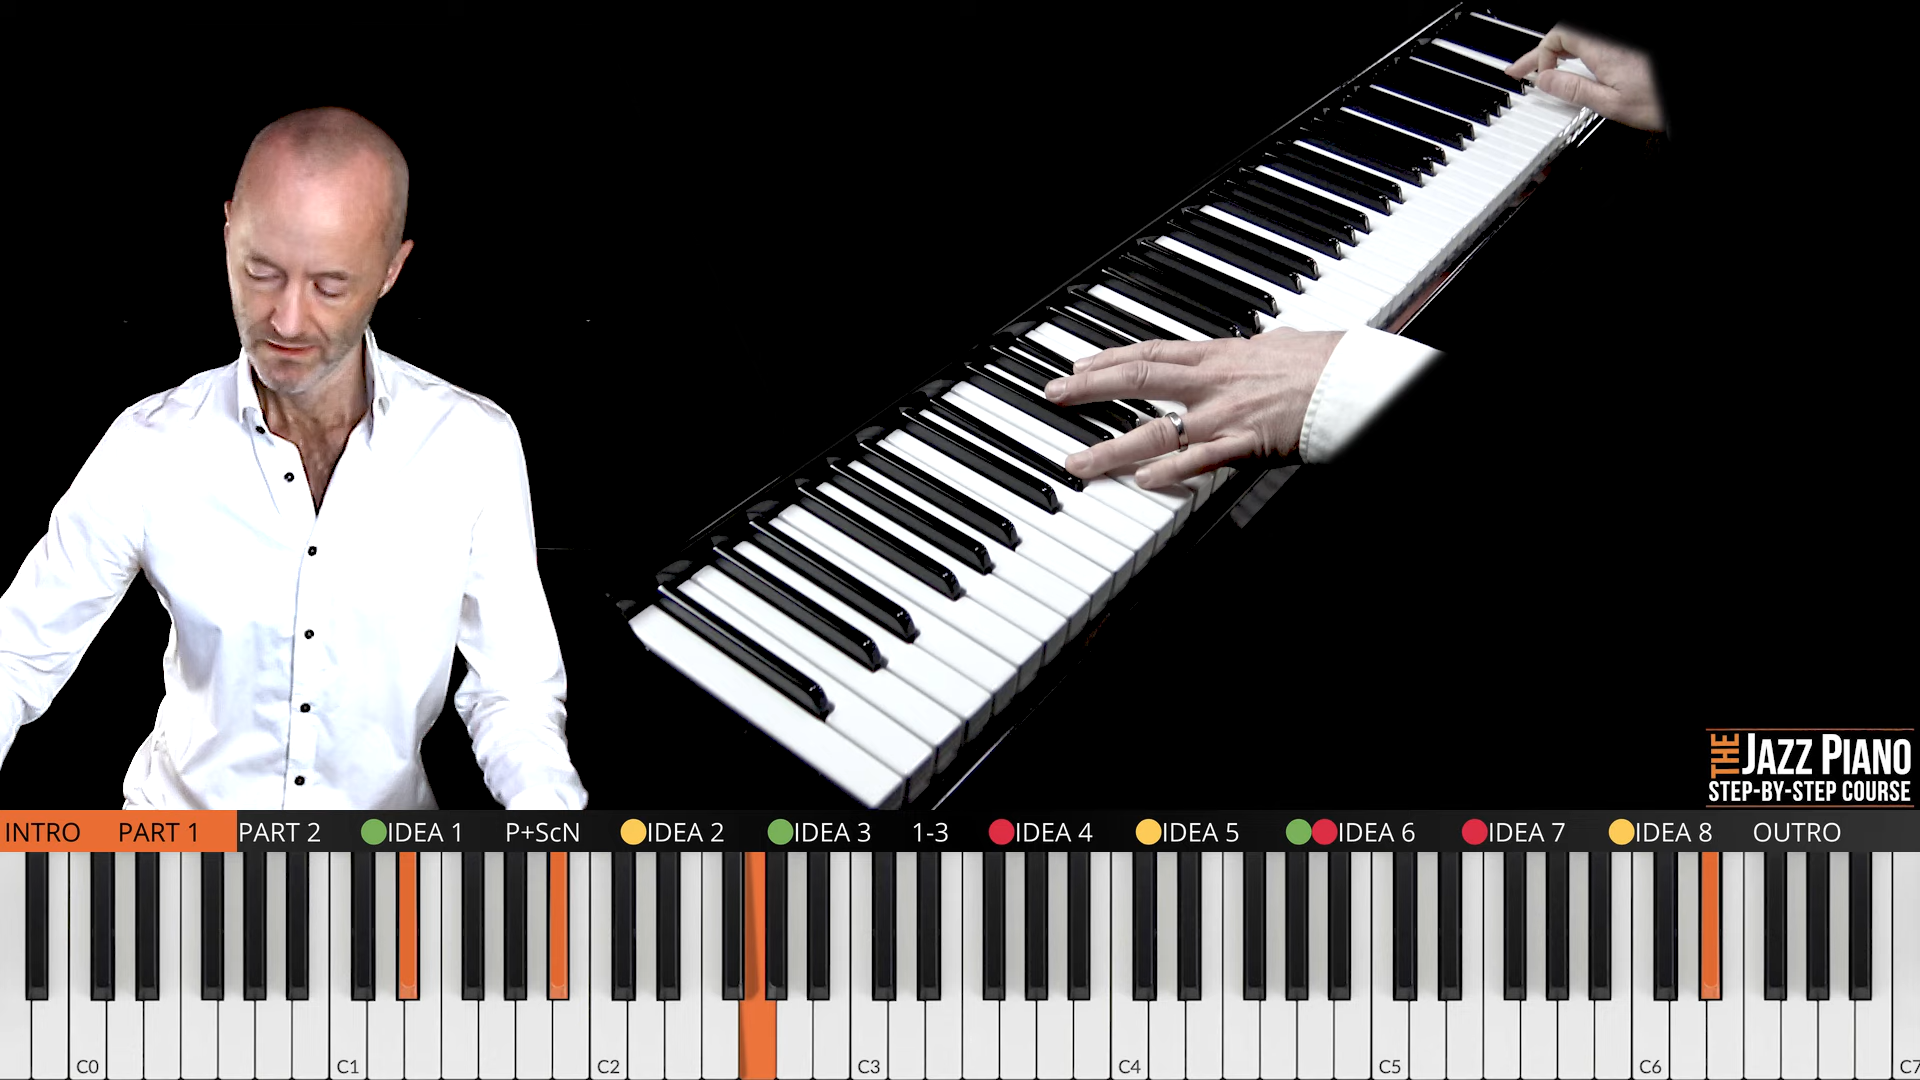 THE JAZZ PIANO
STEP-BY-STEP COURSE
INTRO PART 1 PART 2 IDEA 1 P+ScN IDEA 2 IDEA 3 1-3 IDEA 4 IDEA 5 IDEA 6 IDEA 7 IDEA 8 OUTRO
C0 C1 C2 C3 C4 C5 C6 C7